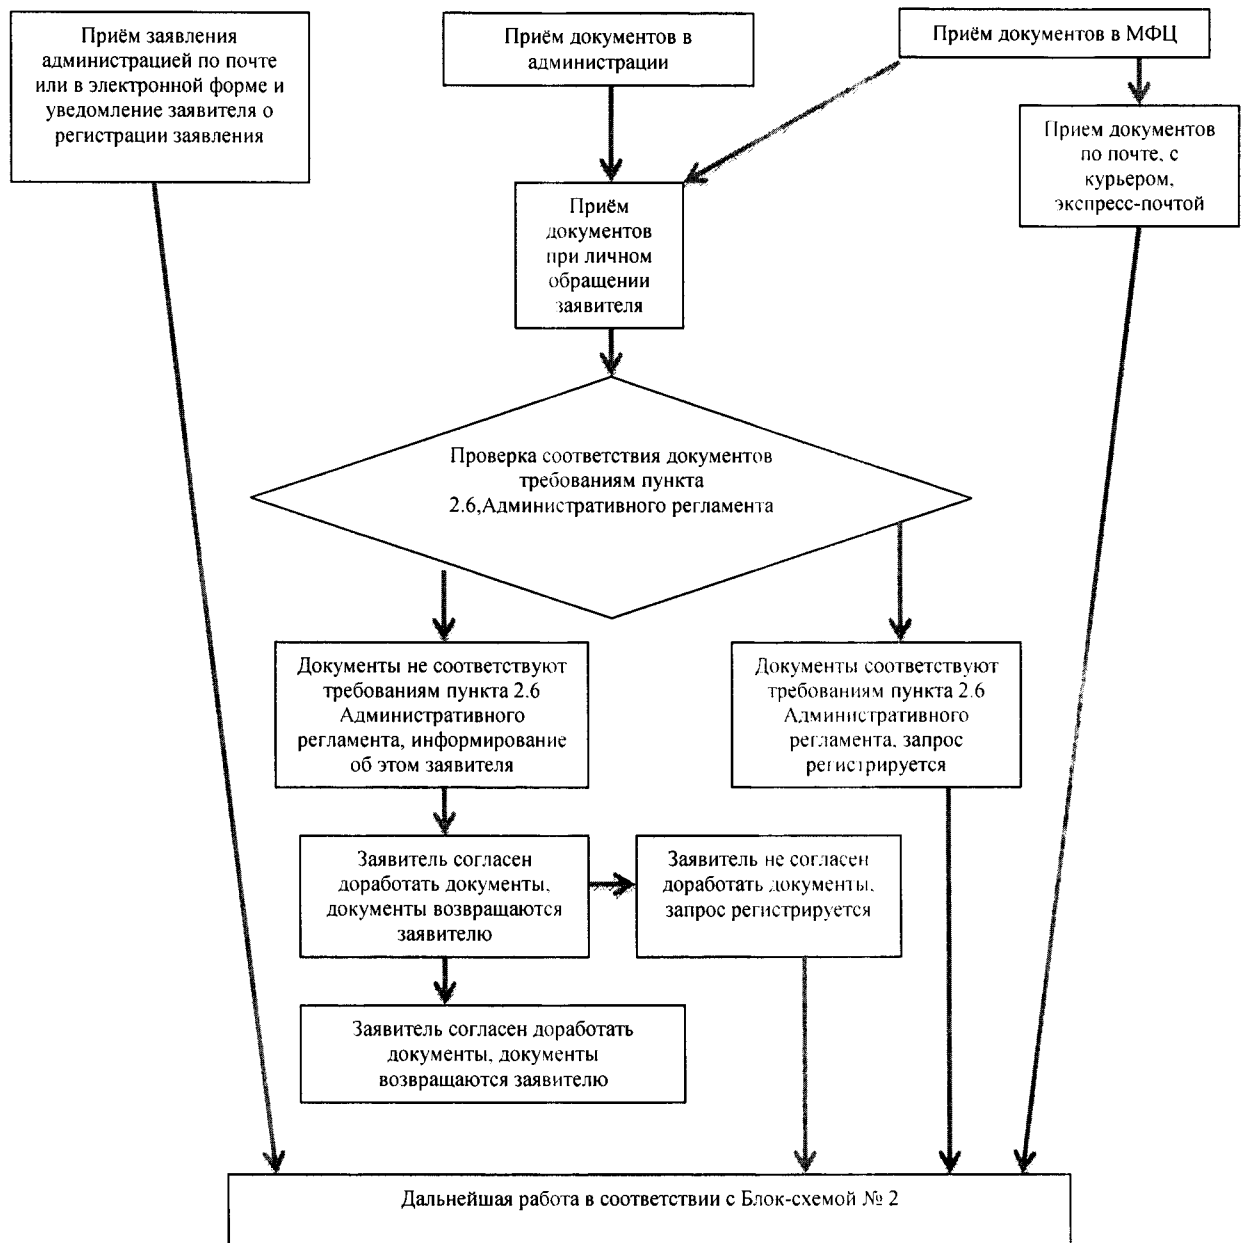 Приём заявления
администрацией по почте
или в электронной форме и
уведомление заявителя о
регистрации заявления
Приём документов в
администрации
Приём документов в МФЦ
Прием документов
по почте, с
курьером,
экспресс-почтой
Приём
документов
при личном
обращении
заявителя
Проверка соответствия документов
требованиям пункта
2.6,Административного регламента
Документы не соответствуют
требованиям пункта 2.6
Административного
регламента, информирование
об этом заявителя
Документы соответствуют
требованиям пункта 2.6
Административного
регламента, запрос
регистрируется
Заявитель согласен
доработать документы,
документы возвращаются
заявителю
Заявитель не согласен
доработать документы,
запрос регистрируется
Заявитель согласен доработать
документы, документы
возвращаются заявителю
Дальнейшая работа в соответствии с Блок-схемой № 2